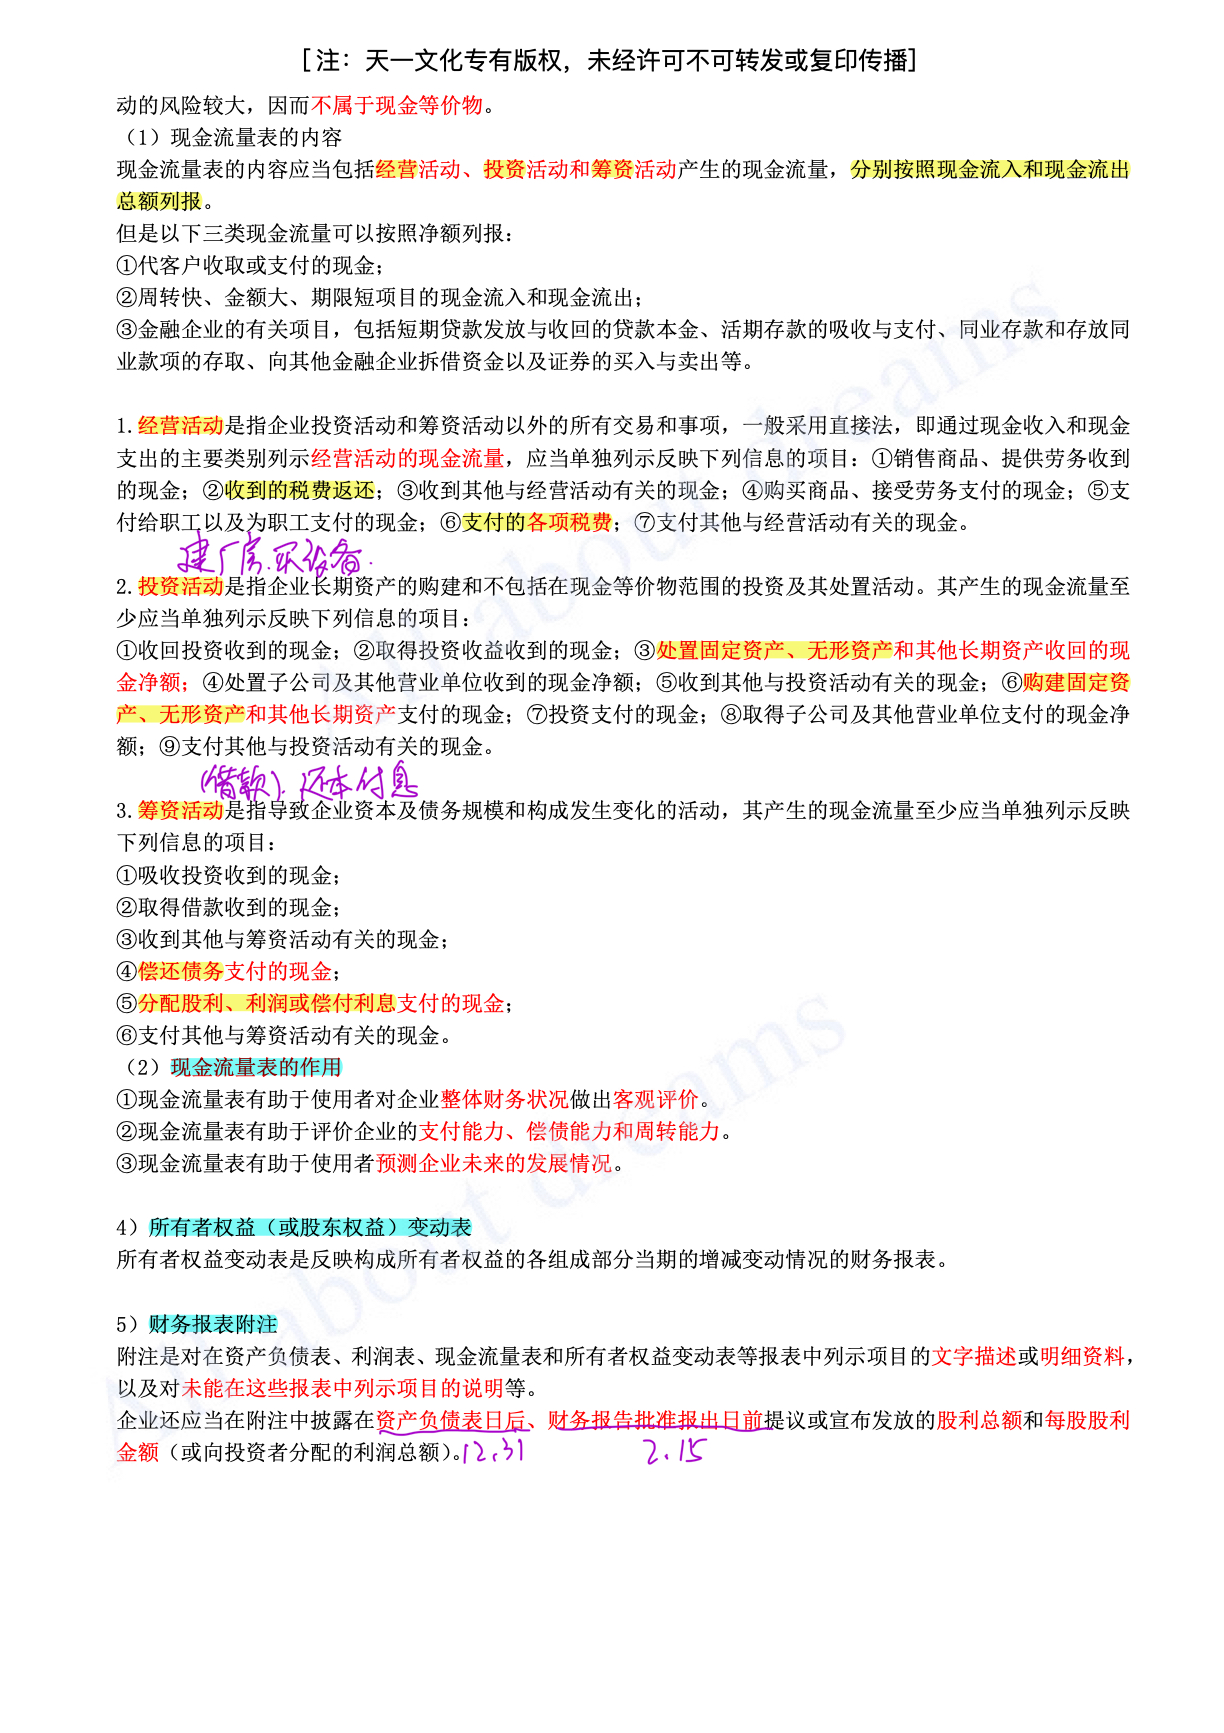 [注：天一文化专有版权，未经许可不可转发或复印传播]
动的风险较大，因而不属于现金等价物。
（1）现金流量表的内容
现金流量表的内容应当包括经营活动、投资活动和筹资活动产生的现金流量，分别按照现金流入和现金流出
总额列报。
但是以下三类现金流量可以按照净额列报：
①代客户收取或支付的现金；
②周转快、金额大、期限短项目的现金流入和现金流出；
③金融企业的有关项目，包括短期贷款发放与收回的贷款本金、活期存款的吸收与支付、同业存款和存放同
业款项的存取、向其他金融企业拆借资金以及证券的买入与卖出等。
1.经营活动是指企业投资活动和筹资活动以外的所有交易和事项，一般采用直接法，即通过现金收入和现金
支出的主要类别列示经营活动的现金流量，应当单独列示反映下列信息的项目：①销售商品、提供劳务收到
的现金；②收到的税费返还；③收到其他与经营活动有关的现金；④购买商品、接受劳务支付的现金；⑤支
付给职工以及为职工支付的现金；⑥支付的各项税费；⑦支付其他与经营活动有关的现金。
建厂房.买设备.
2.投资活动是指企业长期资产的购建和不包括在现金等价物范围的投资及其处置活动。其产生的现金流量至
少应当单独列示反映下列信息的项目：
①收回投资收到的现金；②取得投资收益收到的现金；③处置固定资产、无形资产和其他长期资产收回的现
金净额；④处置子公司及其他营业单位收到的现金净额；⑤收到其他与投资活动有关的现金；⑥购建固定资
产、无形资产和其他长期资产支付的现金；⑦投资支付的现金；⑧取得子公司及其他营业单位支付的现金净
额；⑨支付其他与投资活动有关的现金。
(借款). 还本付息
3.筹资活动是指导致企业资本及债务规模和构成发生变化的活动，其产生的现金流量至少应当单独列示反映
下列信息的项目：
①吸收投资收到的现金；
②取得借款收到的现金；
③收到其他与筹资活动有关的现金；
④偿还债务支付的现金；
⑤分配股利、利润或偿付利息支付的现金；
⑥支付其他与筹资活动有关的现金。
（2）现金流量表的作用
①现金流量表有助于使用者对企业整体财务状况做出客观评价。
②现金流量表有助于评价企业的支付能力、偿债能力和周转能力。
③现金流量表有助于使用者预测企业未来的发展情况。
4）所有者权益（或股东权益）变动表
所有者权益变动表是反映构成所有者权益的各组成部分当期的增减变动情况的财务报表。
5）财务报表附注
附注是对在资产负债表、利润表、现金流量表和所有者权益变动表等报表中列示项目的文字描述或明细资料，
以及对未能在这些报表中列示项目的说明等。
企业还应当在附注中披露在资产负债表日后、财务报告批准报出日前提议或宣布发放的股利总额和每股股利
金额（或向投资者分配的利润总额）。12.31 2.15
All about dreams
All about dreams